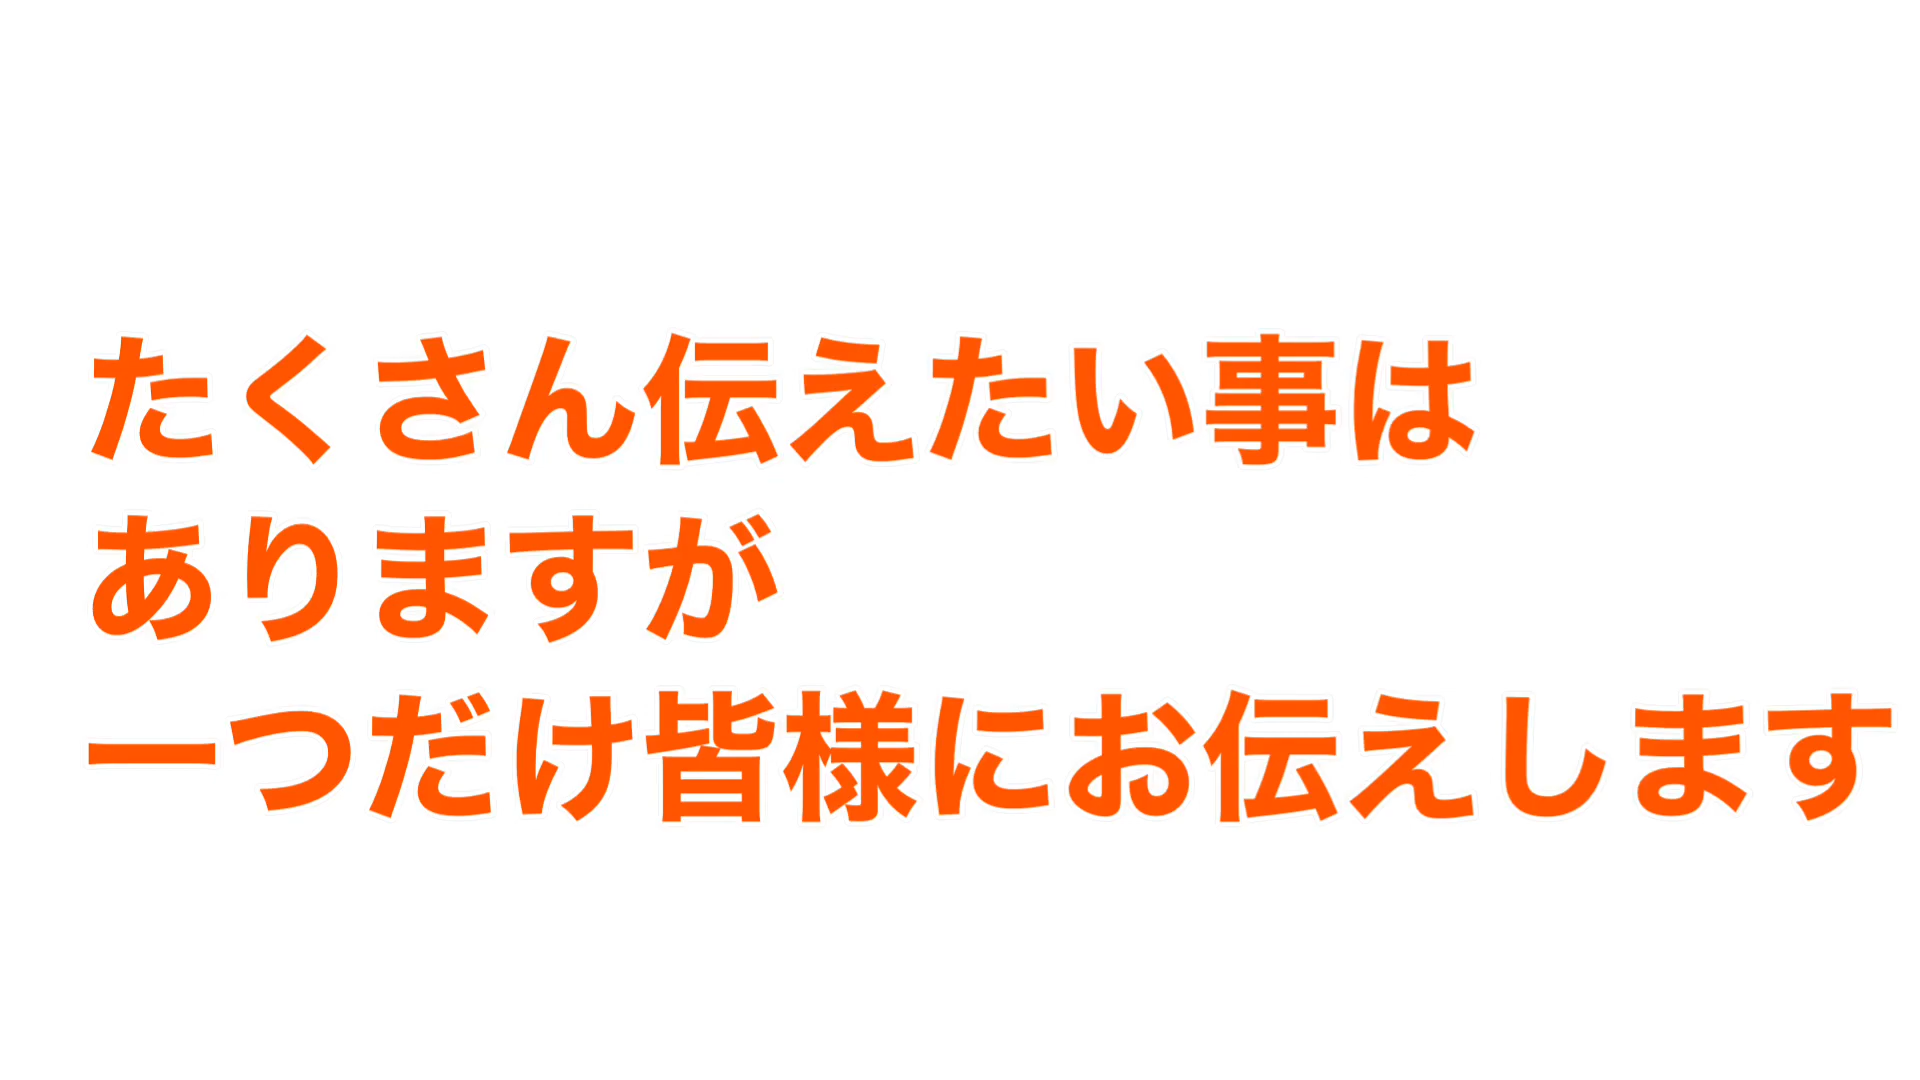 たくさん伝えたい事は
ありますが
一つだけ皆様にお伝えします